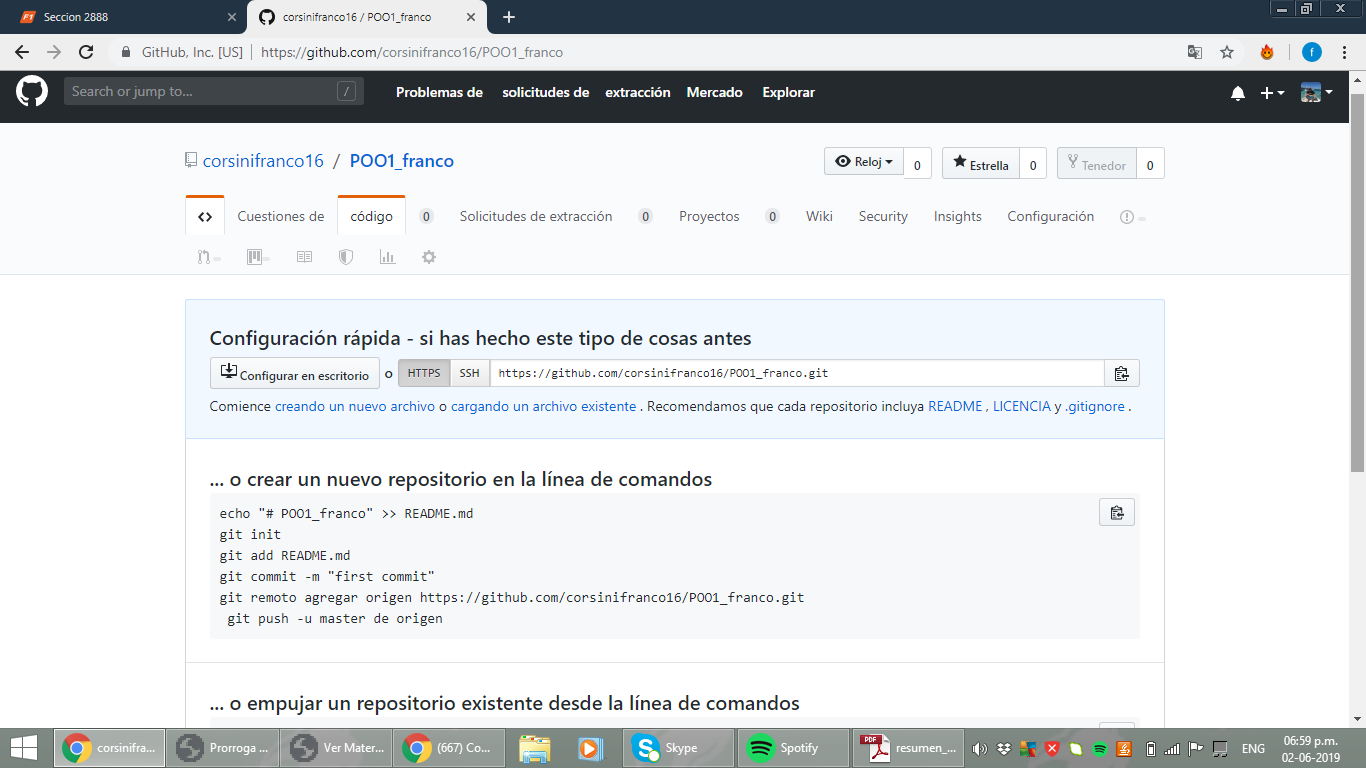 Seccion 2888
corsinifranco16 / POO1_franco
GitHub, Inc. [US] https://github.com/corsinifranco16/POO1_franco
f
Search or jump to... /
Problemas de solicitudes de extracción Mercado Explorar
corsinifranco16 / POO1_franco
Reloj 0 Estrella 0 Tenedor 0
Cuestiones de código 0 Solicitudes de extracción 0 Proyectos 0 Wiki Security Insights Configuración
Configuración rápida - si has hecho este tipo de cosas antes
Configurar en escritorio o HTTPS SSH https://github.com/corsinifranco16/POO1_franco.git
Comience creando un nuevo archivo o cargando un archivo existente . Recomendamos que cada repositorio incluya README , LICENCIA y .gitignore .
... o crear un nuevo repositorio en la línea de comandos
echo "# POO1_franco" >> README.md
git init
git add README.md
git commit -m "first commit"
git remoto agregar origen https://github.com/corsinifranco16/POO1_franco.git
git push -u master de origen
... o empujar un repositorio existente desde la línea de comandos
corsinifra... Prorroga ... Ver Mater... (667) Co... Skype Spotify PDF resumen_... ENG 06:59 p.m.
02-06-2019